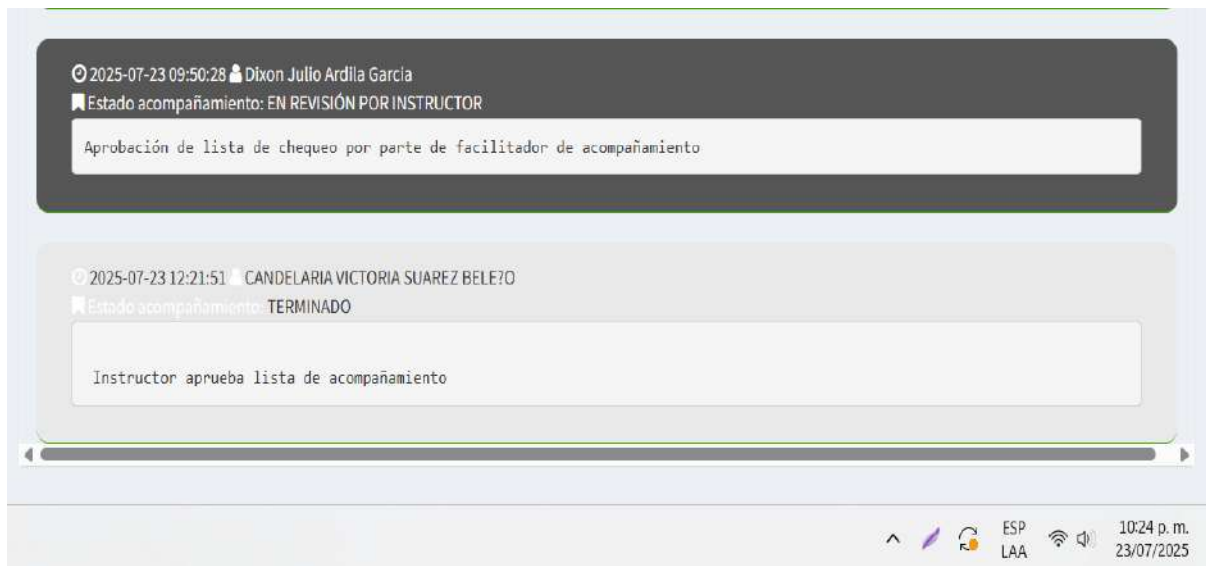 2025-07-23 09:50:28 Dixon Julio Ardila Garcia
Estado acompañamiento: EN REVISIÓN POR INSTRUCTOR
Aprobación de lista de chequeo por parte de facilitador de acompañamiento
2025-07-23 12:21:51 CANDELARIA VICTORIA SUAREZ BELE?O
Estado acompañamiento: TERMINADO
Instructor aprueba lista de acompañamiento
ESP 10:24 p. m.
LAA 23/07/2025